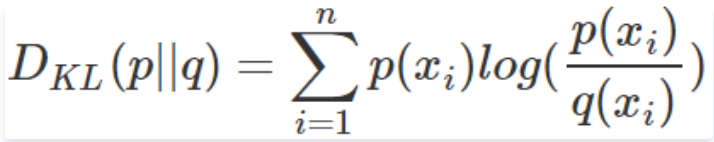 D_{KL}(p||q) = \sum_{i=1}^{n} p(x_i)log(\frac{p(x_i)}{q(x_i)})